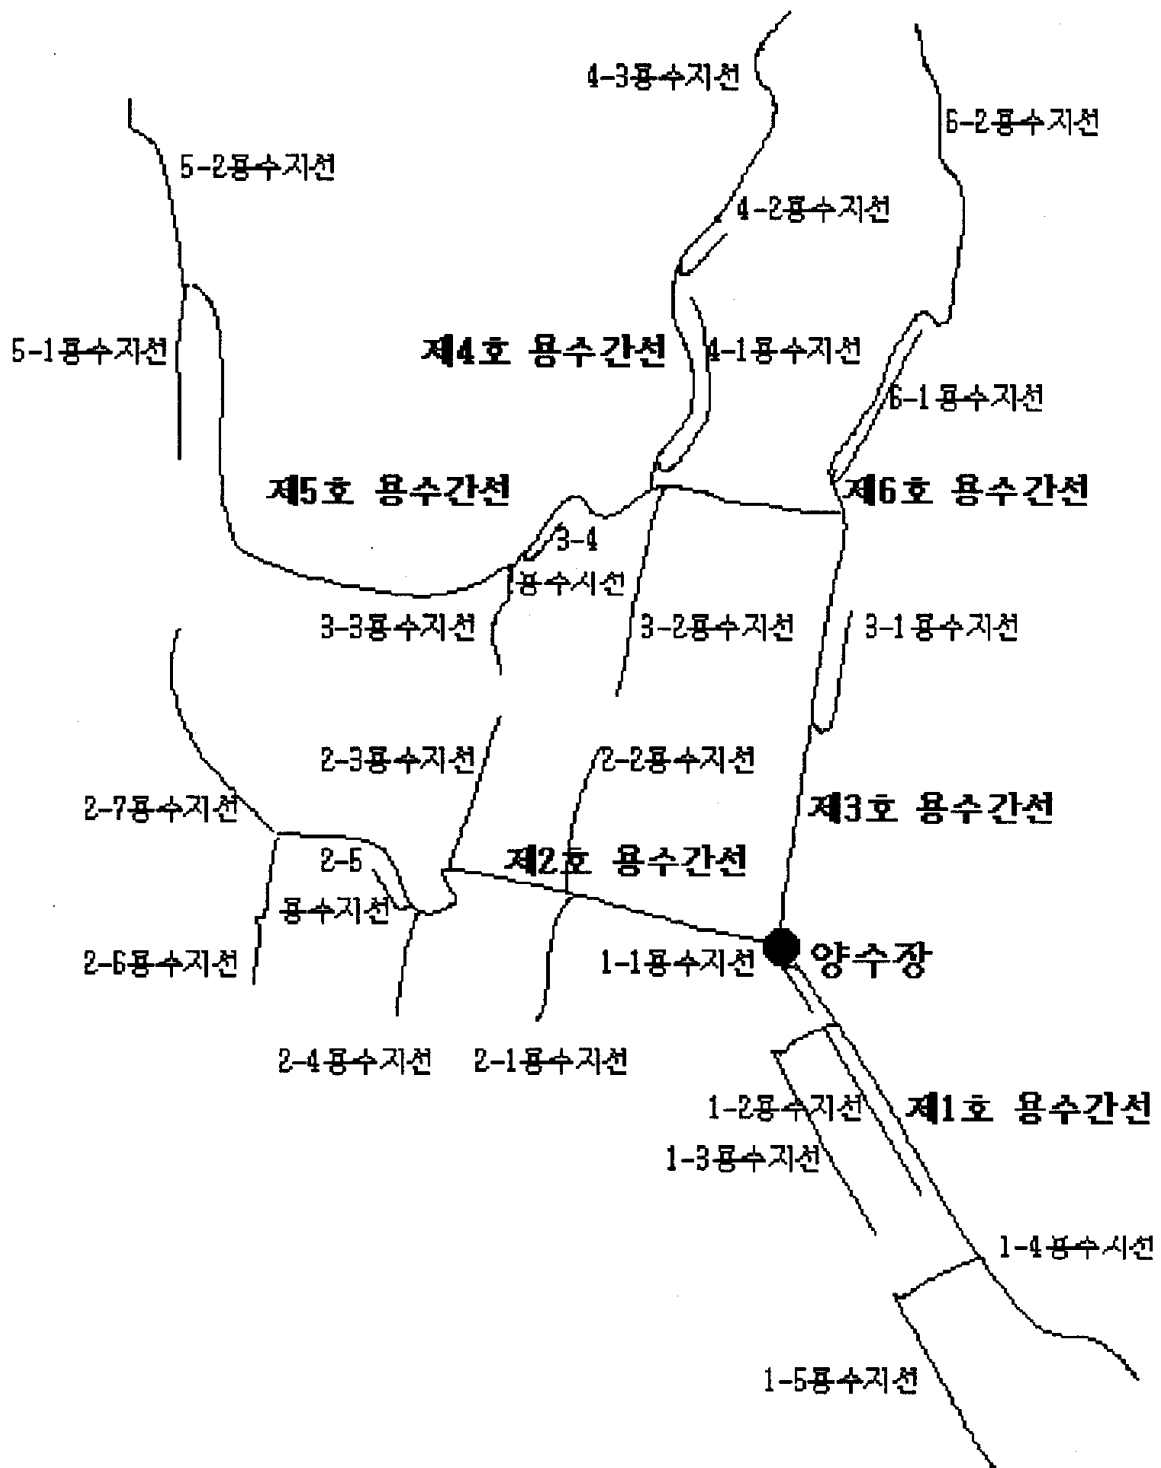 4-3용수지선
6-2용수지선
5-2용수지선
4-2용수지선
5-1용수지선
제4호 용수간선
4-1용수지선
6-1용수지선
제5호 용수간선
제6호 용수간선
3-4
용수지선
3-3용수지선
3-2용수지선
3-1용수지선
2-3용수지선
2-2용수지선
2-7용수지선
제3호 용수간선
2-5
제2호 용수간선
용수지선
2-6용수지선
1-1용수지선
양수장
2-4용수지선
2-1용수지선
1-2용수지선
제1호 용수간선
1-3용수지선
1-4용수지선
1-5용수지선